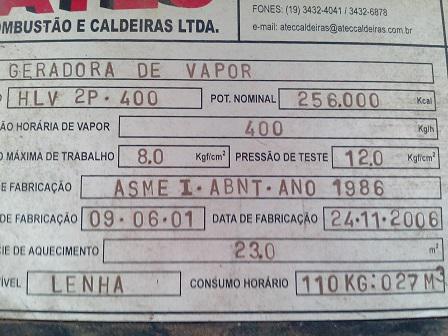 OMBUSTÃO E CALDEIRAS LTDA.
FONES: (19) 3432-4041 / 3432-6878
e-mail: ateccaldeiras@ateccaldeiras.com.br
GERADORA DE VAPOR
HLV 2P-400 POT. NOMINAL 256.000 Kcal
ÃO HORÁRIA DE VAPOR 400 Kg/h
O MÁXIMA DE TRABALHO 8.0 Kgf/cm² PRESSÃO DE TESTE 12.0 Kgf/cm²
E FABRICAÇÃO ASME I-ABNT-ANO 1986
DE FABRICAÇÃO 09-06-01 DATA DE FABRICAÇÃO 24-11-2006
IE DE AQUECIMENTO 23.0 m²
ÍVEL LENHA CONSUMO HORÁRIO 110 KG:027 M³